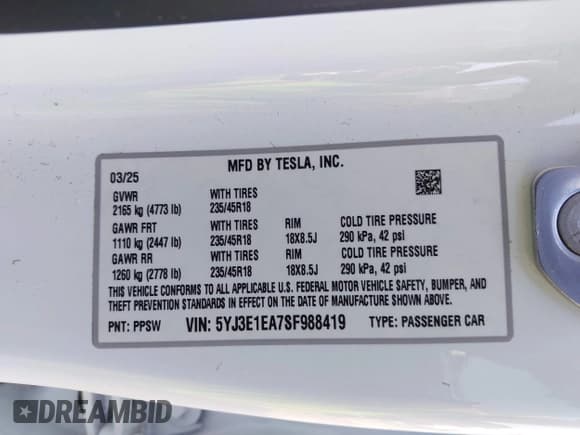 MFD BY TESLA, INC.
03/25
GVWR WITH TIRES
2165 kg (4773 lb) 235/45R18
GAWR FRT WITH TIRES RIM COLD TIRE PRESSURE
1110 kg (2447 lb) 235/45R18 18X8.5J 290 kPa, 42 psi
GAWR RR WITH TIRES RIM COLD TIRE PRESSURE
1260 kg (2778 lb) 235/45R18 18X8.5J 290 kPa, 42 psi
THIS VEHICLE CONFORMS TO ALL APPLICABLE U.S. FEDERAL MOTOR VEHICLE SAFETY, BUMPER, AND
THEFT PREVENTION STANDARDS IN EFFECT ON THE DATE OF MANUFACTURE SHOWN ABOVE.
PNT: PPSW VIN: 5YJ3E1EA7SF988419 TYPE: PASSENGER CAR
DREAMBID